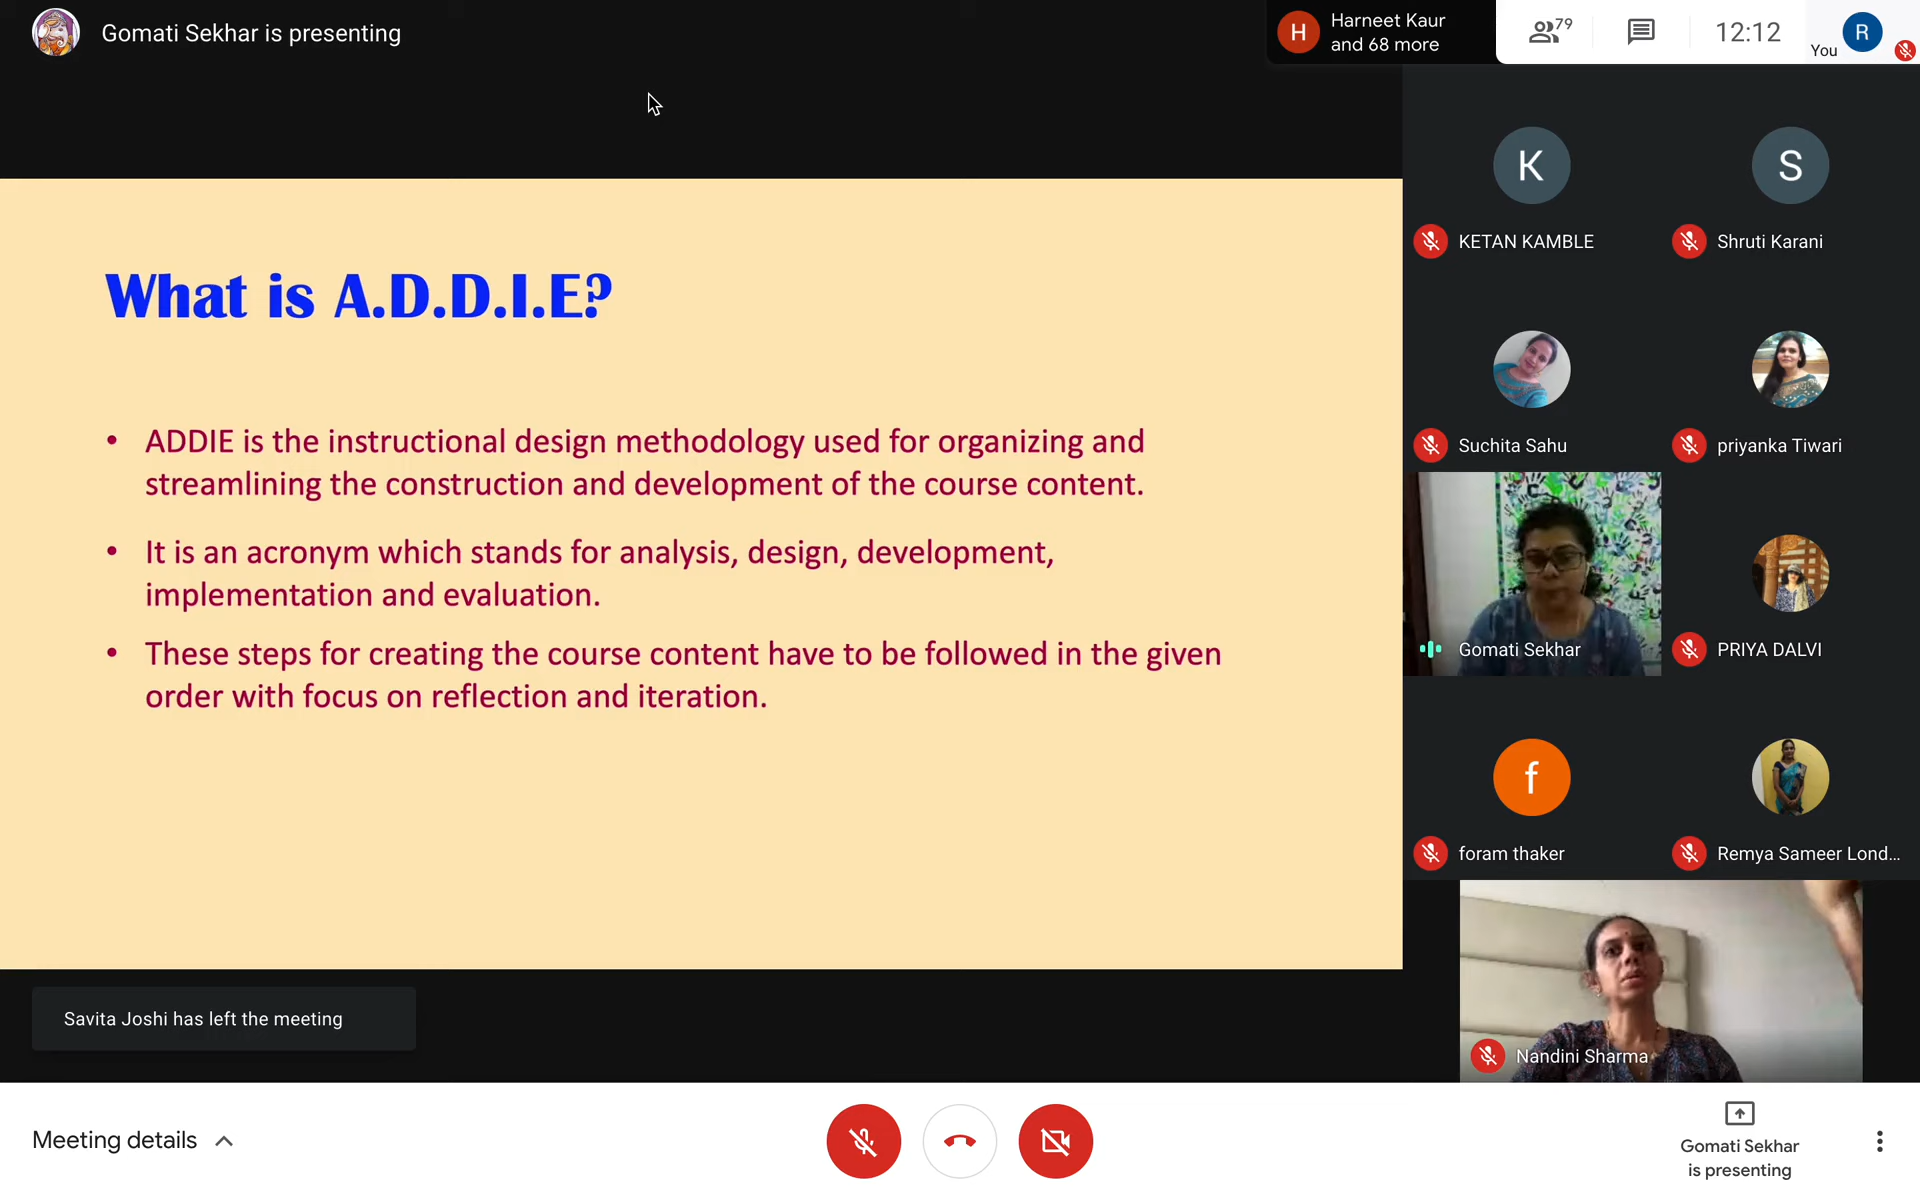 Gomati Sekhar is presenting
H
Harneet Kaur
and 68 more
79
12:12
You
R
What is A.D.D.I.E?
• ADDIE is the instructional design methodology used for organizing and
streamlining the construction and development of the course content.
• It is an acronym which stands for analysis, design, development,
implementation and evaluation.
• These steps for creating the course content have to be followed in the given
order with focus on reflection and iteration.
K
KETAN KAMBLE
S
Shruti Karani
Suchita Sahu
priyanka Tiwari
Gomati Sekhar
PRIYA DALVI
f
foram thaker
Remya Sameer Lond...
Nandini Sharma
Savita Joshi has left the meeting
Meeting details
Gomati Sekhar
is presenting